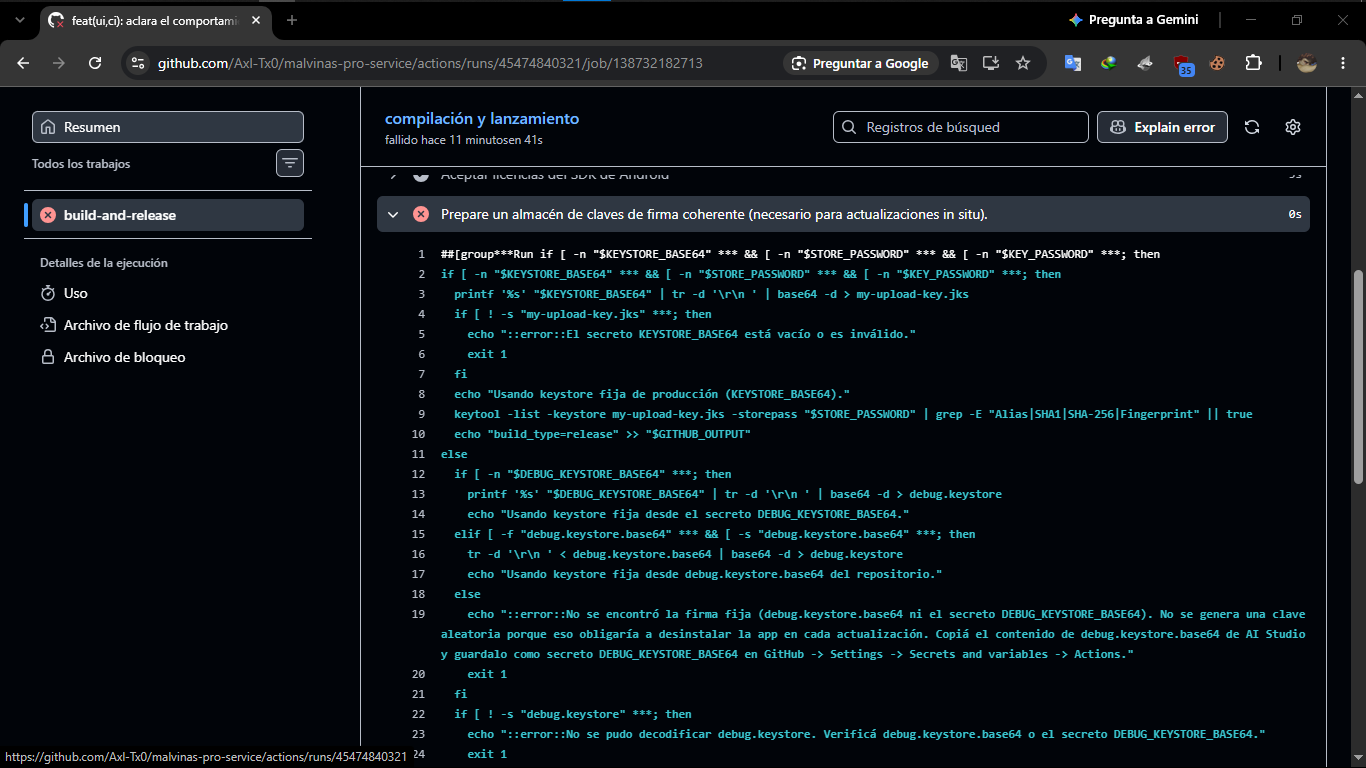 feat(ui,ci): aclara el comportami
Pregunta a Gemini
github.com/Axl-Tx0/malvinas-pro-service/actions/runs/45474840321/job/138732182713
Preguntar a Google
35
Resumen
Todos los trabajos
build-and-release
Detalles de la ejecución
Uso
Archivo de flujo de trabajo
Archivo de bloqueo
compilación y lanzamiento
fallido hace 11 minutosen 41s
Registros de búsqued
Explain error
Aceptar licencias del SDK de Android
Prepare un almacén de claves de firma coherente (necesario para actualizaciones in situ).
0s
1 ##[group***Run if [ -n "$KEYSTORE_BASE64" *** && [ -n "$STORE_PASSWORD" *** && [ -n "$KEY_PASSWORD" ***; then
2 if [ -n "$KEYSTORE_BASE64" *** && [ -n "$STORE_PASSWORD" *** && [ -n "$KEY_PASSWORD" ***; then
3 printf '%s' "$KEYSTORE_BASE64" | tr -d '\r\n ' | base64 -d > my-upload-key.jks
4 if [ ! -s "my-upload-key.jks" ***; then
5 echo "::error::El secreto KEYSTORE_BASE64 está vacío o es inválido."
6 exit 1
7 fi
8 echo "Usando keystore fija de producción (KEYSTORE_BASE64)."
9 keytool -list -keystore my-upload-key.jks -storepass "$STORE_PASSWORD" | grep -E "Alias|SHA1|SHA-256|Fingerprint" || true
10 echo "build_type=release" >> "$GITHUB_OUTPUT"
11 else
12 if [ -n "$DEBUG_KEYSTORE_BASE64" ***; then
13 printf '%s' "$DEBUG_KEYSTORE_BASE64" | tr -d '\r\n ' | base64 -d > debug.keystore
14 echo "Usando keystore fija desde el secreto DEBUG_KEYSTORE_BASE64."
15 elif [ -f "debug.keystore.base64" *** && [ -s "debug.keystore.base64" ***; then
16 tr -d '\r\n ' < debug.keystore.base64 | base64 -d > debug.keystore
17 echo "Usando keystore fija desde debug.keystore.base64 del repositorio."
18 else
19 echo "::error::No se encontró la firma fija (debug.keystore.base64 ni el secreto DEBUG_KEYSTORE_BASE64). No se genera una clave
aleatoria porque eso obligaría a desinstalar la app en cada actualización. Copiá el contenido de debug.keystore.base64 de AI Studio
y guardalo como secreto DEBUG_KEYSTORE_BASE64 en GitHub -> Settings -> Secrets and variables -> Actions."
20 exit 1
21 fi
22 if [ ! -s "debug.keystore" ***; then
23 echo "::error::No se pudo decodificar debug.keystore. Verificá debug.keystore.base64 o el secreto DEBUG_KEYSTORE_BASE64."
24 exit 1
https://github.com/Axl-Tx0/malvinas-pro-service/actions/runs/45474840321